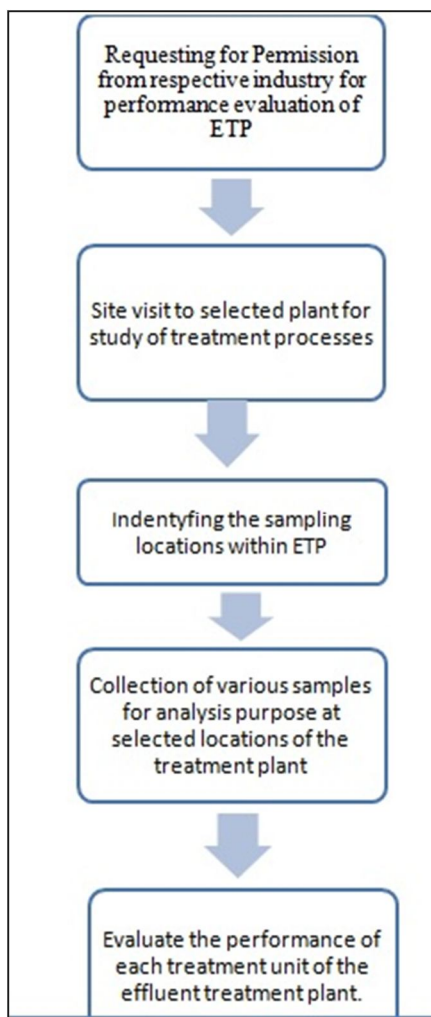 Requesting for Permission
from respective industry for
performance evaluation of
ETP
Site visit to selected plant for
study of treatment processes
Indentyfing the sampling
locations within ETP
Collection of various samples
for analysis purpose at
selected locations of the
treatment plant
Evaluate the performance of
each treatment unit of the
effluent treatment plant.